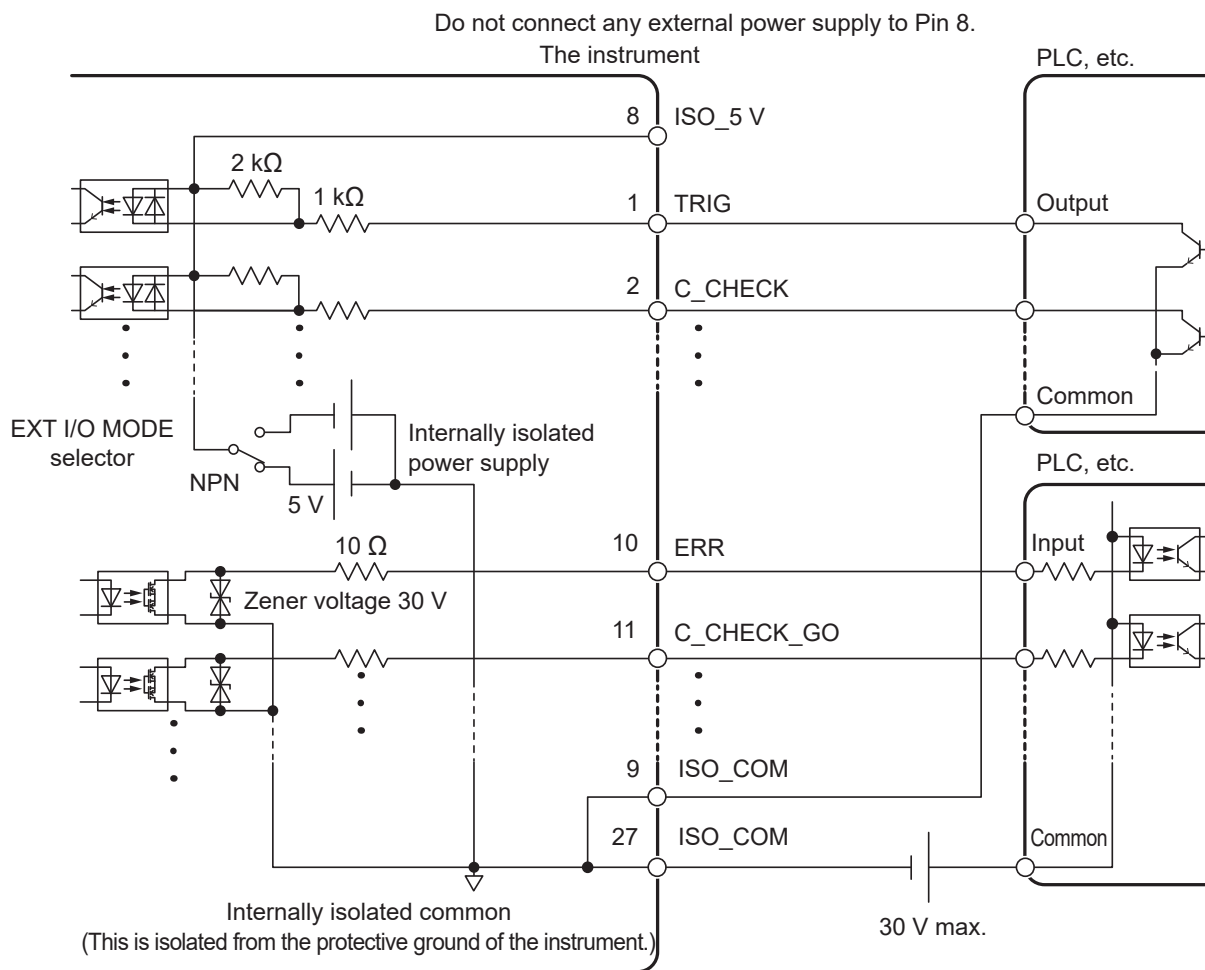 Do not connect any external power supply to Pin 8.
The instrument
PLC, etc.
8 ISO_5 V
2 kΩ
1 kΩ
1 TRIG
Output
2 C_CHECK
Common
EXT I/O MODE
selector
NPN
5 V
Internally isolated
power supply
PLC, etc.
10 Ω
10 ERR
Input
Zener voltage 30 V
11 C_CHECK_GO
9 ISO_COM
27 ISO_COM
Common
30 V max.
Internally isolated common
(This is isolated from the protective ground of the instrument.)